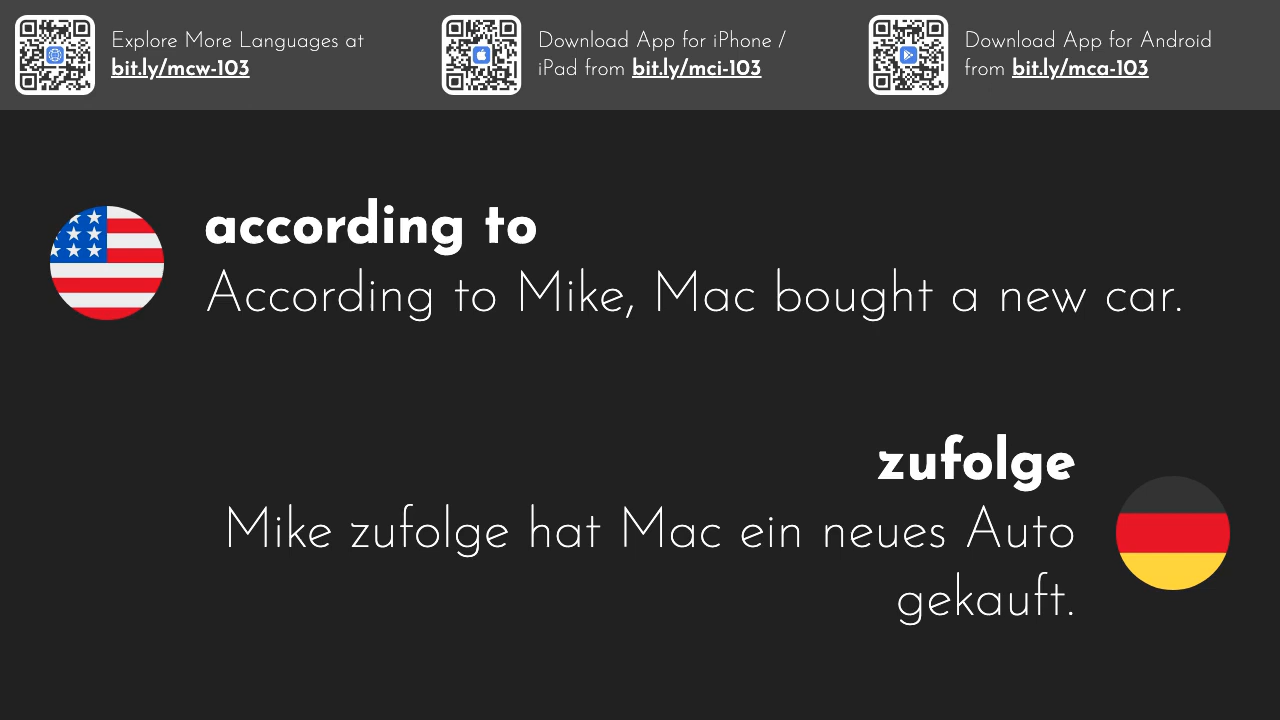 Explore More Languages at
bit.ly/mcw-103
Download App for iPhone /
iPad from bit.ly/mci-103
Download App for Android
from bit.ly/mca-103
according to
According to Mike, Mac bought a new car.
zufolge
Mike zufolge hat Mac ein neues Auto
gekauft.